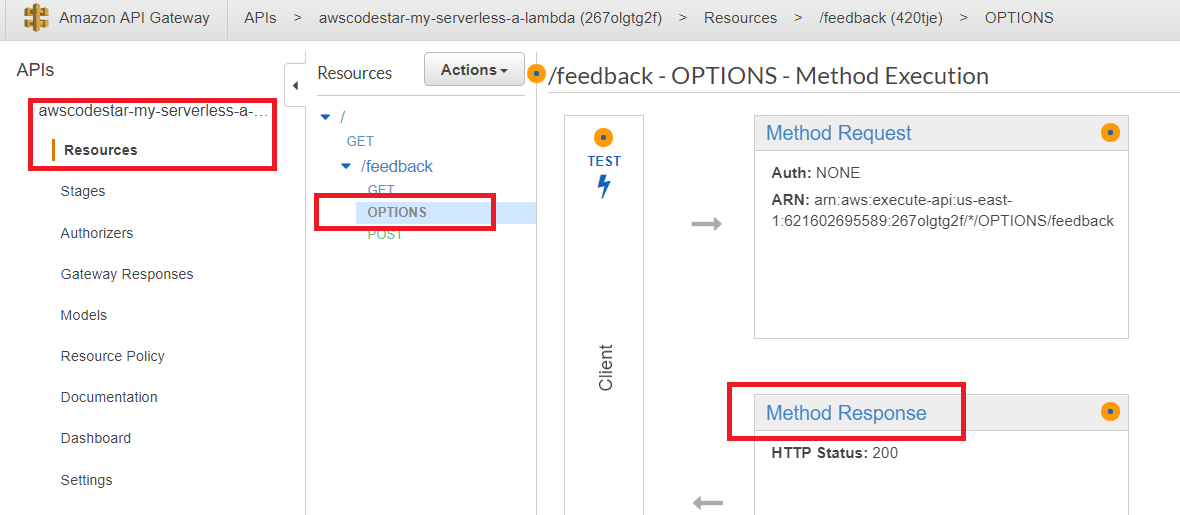 Amazon API Gateway APIs > awscodestar-my-serverless-a-lambda (267olgtg2f) > Resources > /feedback (420tje) > OPTIONS
APIs
awscodestar-my-serverless-a-...
Resources
Stages
Authorizers
Gateway Responses
Models
Resource Policy
Documentation
Dashboard
Settings
Resources
Actions
/
GET
/feedback
GET
OPTIONS
POST
/feedback - OPTIONS - Method Execution
TEST
Client
Method Request
Auth: NONE
ARN: arn:aws:execute-api:us-east-
1:621602695589:267olgtg2f/*/OPTIONS/feedback
Method Response
HTTP Status: 200